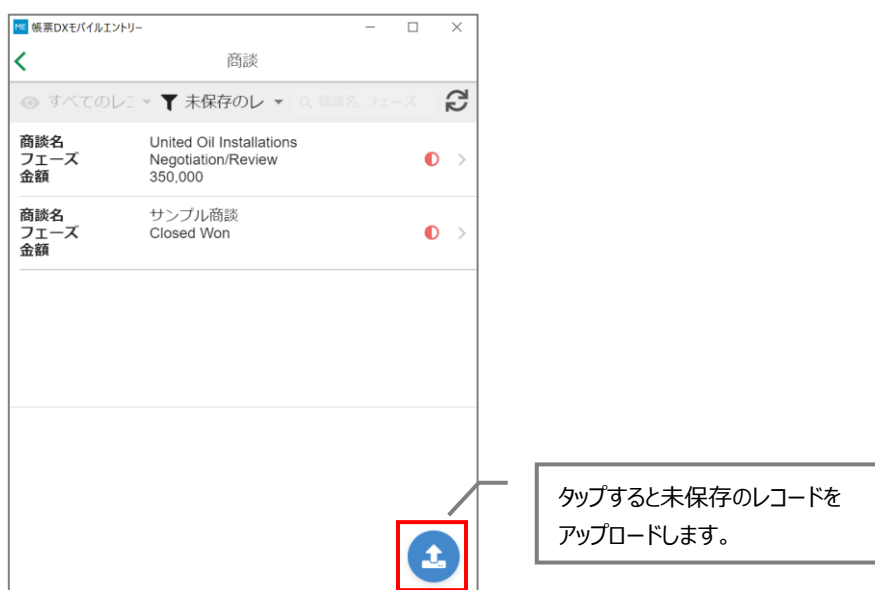 ME 帳票DXモバイルエントリー
商談
すべてのレコ 未保存のレ 商談名, フェーズ
商談名 United Oil Installations
フェーズ Negotiation/Review
金額 350,000
商談名 サンプル商談
フェーズ Closed Won
金額
タップすると未保存のレコードを
アップロードします。